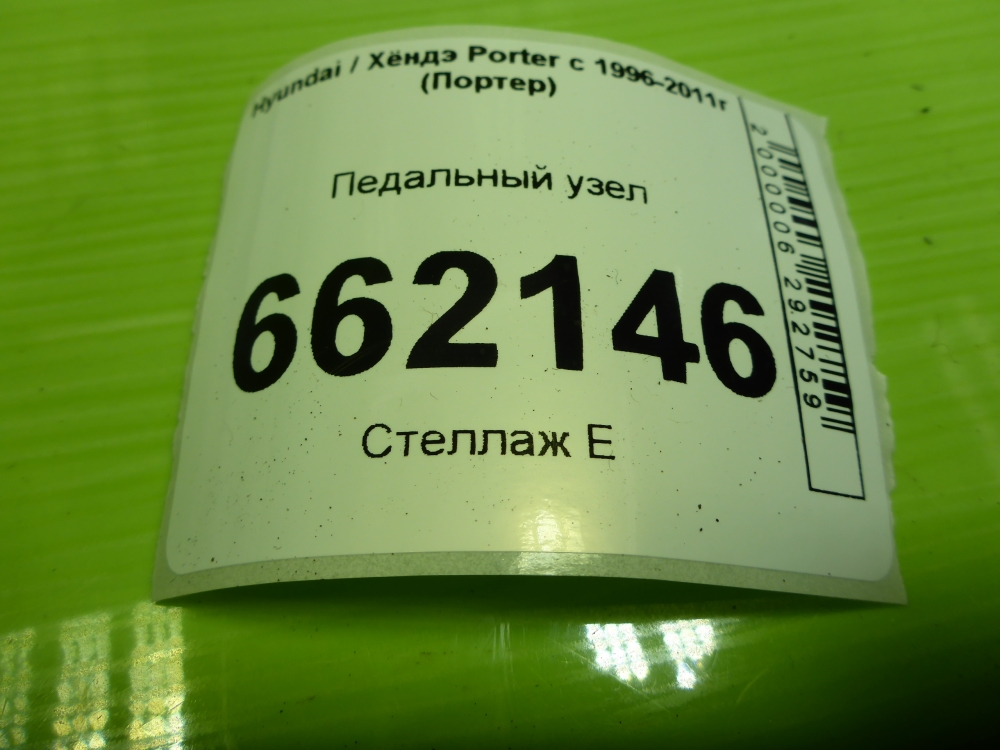 Hyundai / Хёндэ Porter с 1996-2011г
(Портер)
Педальный узел
662146
Стеллаж Е
2000006292759